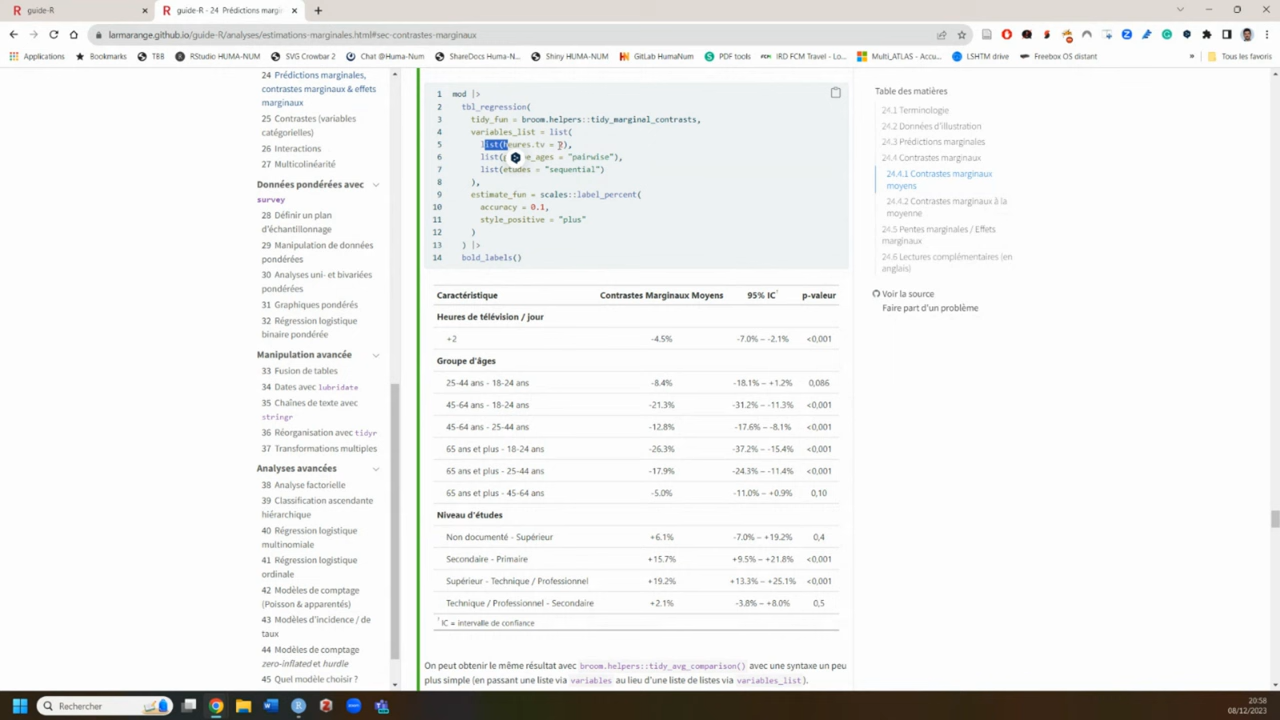 guide-R
guide-R - 24 Prédictions margi
larmarange.github.io/guide-R/analyses/estimations-marginales.html#sec-contrastes-marginaux
Applications
Bookmarks
TBB
RStudio HUMA-NUM
SVG Crowbar 2
Chat @Huma-Num
ShareDocs Huma-Num
Shiny HUMA-NUM
GitLab HumaNum
PDF tools
IRD FCM Travel - Lo...
Multi_ATLAS - Accu...
LSHTM drive
Freebox OS distant
Tous les favoris
24 Prédictions marginales,
contrastes marginaux & effets
marginaux
25 Contrastes (variables
catégorielles)
26 Interactions
27 Multicolinéarité
Données pondérées avec
survey
28 Définir un plan
d'échantillonnage
29 Manipulation de données
pondérées
30 Analyses uni- et bivariées
pondérées
31 Graphiques pondérés
32 Régression logistique
binaire pondérée
Manipulation avancée
33 Fusion de tables
34 Dates avec lubridate
35 Chaînes de texte avec
stringr
36 Réorganisation avec tidyr
37 Transformations multiples
Analyses avancées
38 Analyse factorielle
39 Classification ascendante
hiérarchique
40 Régression logistique
multinomiale
41 Régression logistique
ordinale
42 Modèles de comptage
(Poisson & apparentés)
43 Modèles d'incidence / de
taux
44 Modèles de comptage
zero-inflated et hurdle
45 Quel modèle choisir ?
1 mod |>
2 tbl_regression(
3 tidy_fun = broom.helpers::tidy_marginal_contrasts,
4 variables_list = list(
5 list(heures.tv = 2),
6 list( e_ages = "pairwise"),
7 list(etudes = "sequential")
8 ),
9 estimate_fun = scales::label_percent(
10 accuracy = 0.1,
11 style_positive = "plus"
12 )
13 ) |>
14 bold_labels()
Caractéristique Contrastes Marginaux Moyens 95% IC¹ p-valeur
Heures de télévision / jour
+2 -4.5% -7.0% – -2.1% <0,001
Groupe d'âges
25-44 ans - 18-24 ans -8.4% -18.1% – +1.2% 0,086
45-64 ans - 18-24 ans -21.3% -31.2% – -11.3% <0,001
45-64 ans - 25-44 ans -12.8% -17.6% – -8.1% <0,001
65 ans et plus - 18-24 ans -26.3% -37.2% – -15.4% <0,001
65 ans et plus - 25-44 ans -17.9% -24.3% – -11.4% <0,001
65 ans et plus - 45-64 ans -5.0% -11.0% – +0.9% 0,10
Niveau d'études
Non documenté - Supérieur +6.1% -7.0% – +19.2% 0,4
Secondaire - Primaire +15.7% +9.5% – +21.8% <0,001
Supérieur - Technique / Professionnel +19.2% +13.3% – +25.1% <0,001
Technique / Professionnel - Secondaire +2.1% -3.8% – +8.0% 0,5
¹ IC = intervalle de confiance
On peut obtenir le même résultat avec broom.helpers::tidy_avg_comparison() avec une syntaxe un peu
plus simple (en passant une liste via variables au lieu d'une liste de listes via variables_list).
Table des matières
24.1 Terminologie
24.2 Données d'illustration
24.3 Prédictions marginales
24.4 Contrastes marginaux
24.4.1 Contrastes marginaux
moyens
24.4.2 Contrastes marginaux à la
moyenne
24.5 Pentes marginales / Effets
marginaux
24.6 Lectures complémentaires (en
anglais)
Voir la source
Faire part d'un problème
Rechercher
20:58
08/12/2023